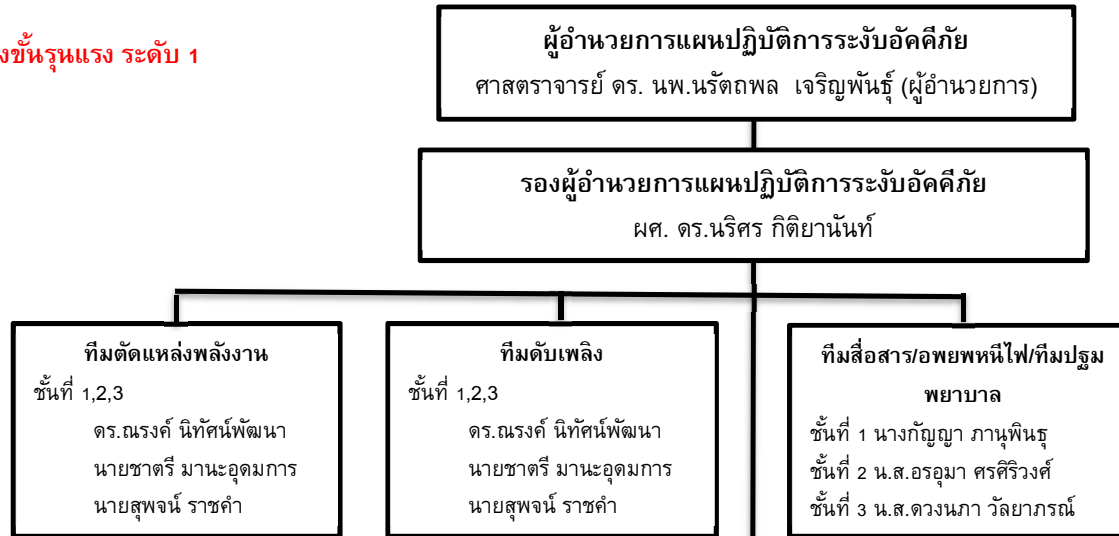 งขั้นรุนแรง ระดับ 1
ผู้อำนวยการแผนปฏิบัติการระงับอัคคีภัย
ศาสตราจารย์ ดร. นพ.นรัตถพล เจริญพันธุ์ (ผู้อำนวยการ)
รองผู้อำนวยการแผนปฏิบัติการระงับอัคคีภัย
ผศ. ดร.นริศร กิติยานันท์
ทีมตัดแหล่งพลังงาน
ชั้นที่ 1,2,3
ดร.ณรงค์ นิทัศน์พัฒนา
นายชาตรี มานะอุดมการ
นายสุพจน์ ราชคำ
ทีมดับเพลิง
ชั้นที่ 1,2,3
ดร.ณรงค์ นิทัศน์พัฒนา
นายชาตรี มานะอุดมการ
นายสุพจน์ ราชคำ
ทีมสื่อสาร/อพยพหนีไฟ/ทีมปฐม
พยาบาล
ชั้นที่ 1 นางกัญญา ภานุพินธุ
ชั้นที่ 2 น.ส.อรอุมา ศรศิริวงศ์
ชั้นที่ 3 น.ส.ดวงนภา วัลยาภรณ์